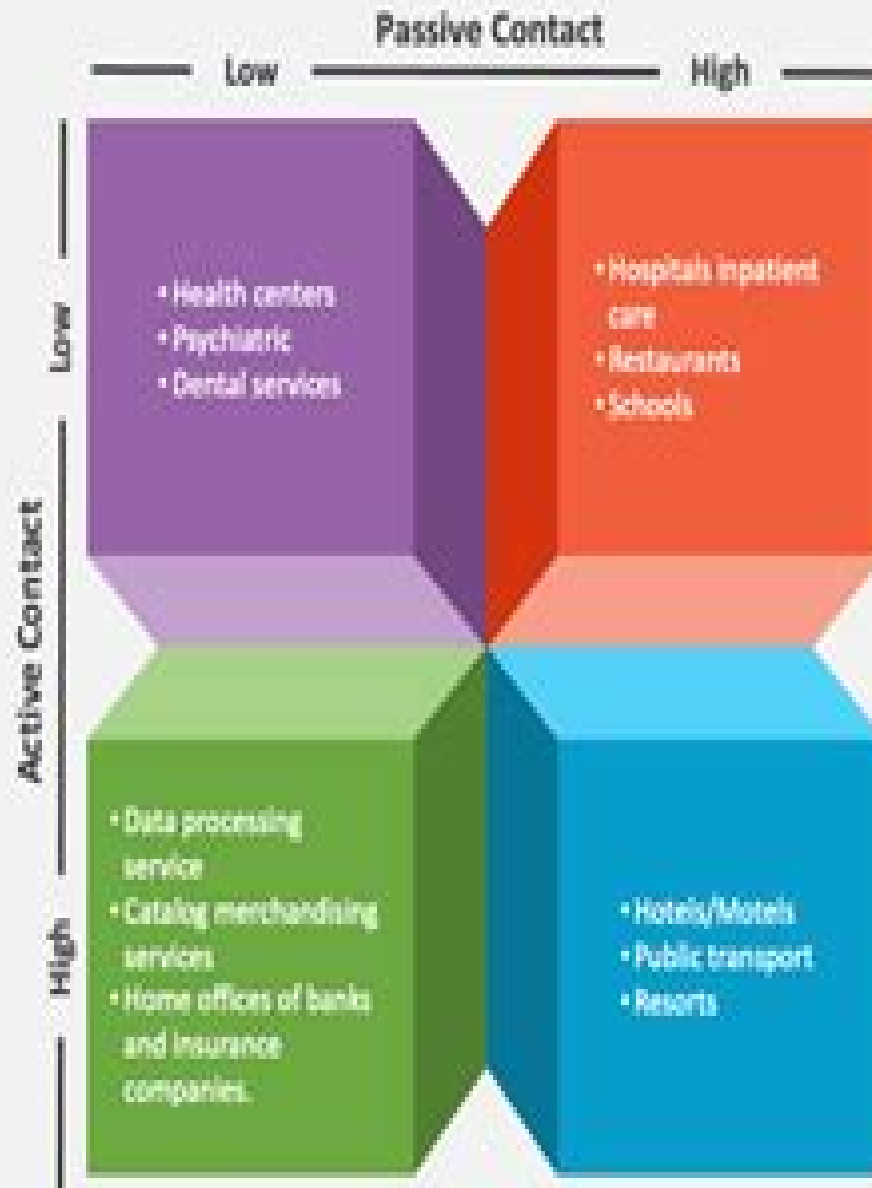 Passive Contact
Low
High
Low
Active Contact
High
• Health centers
• Psychiatric
• Dental services
• Hospitals inpatient
care
• Restaurants
• Schools
• Data processing
service
• Catalog merchandising
services
• Home offices of banks
and insurance
companies.
• Hotels/Motels
• Public transport
• Resorts